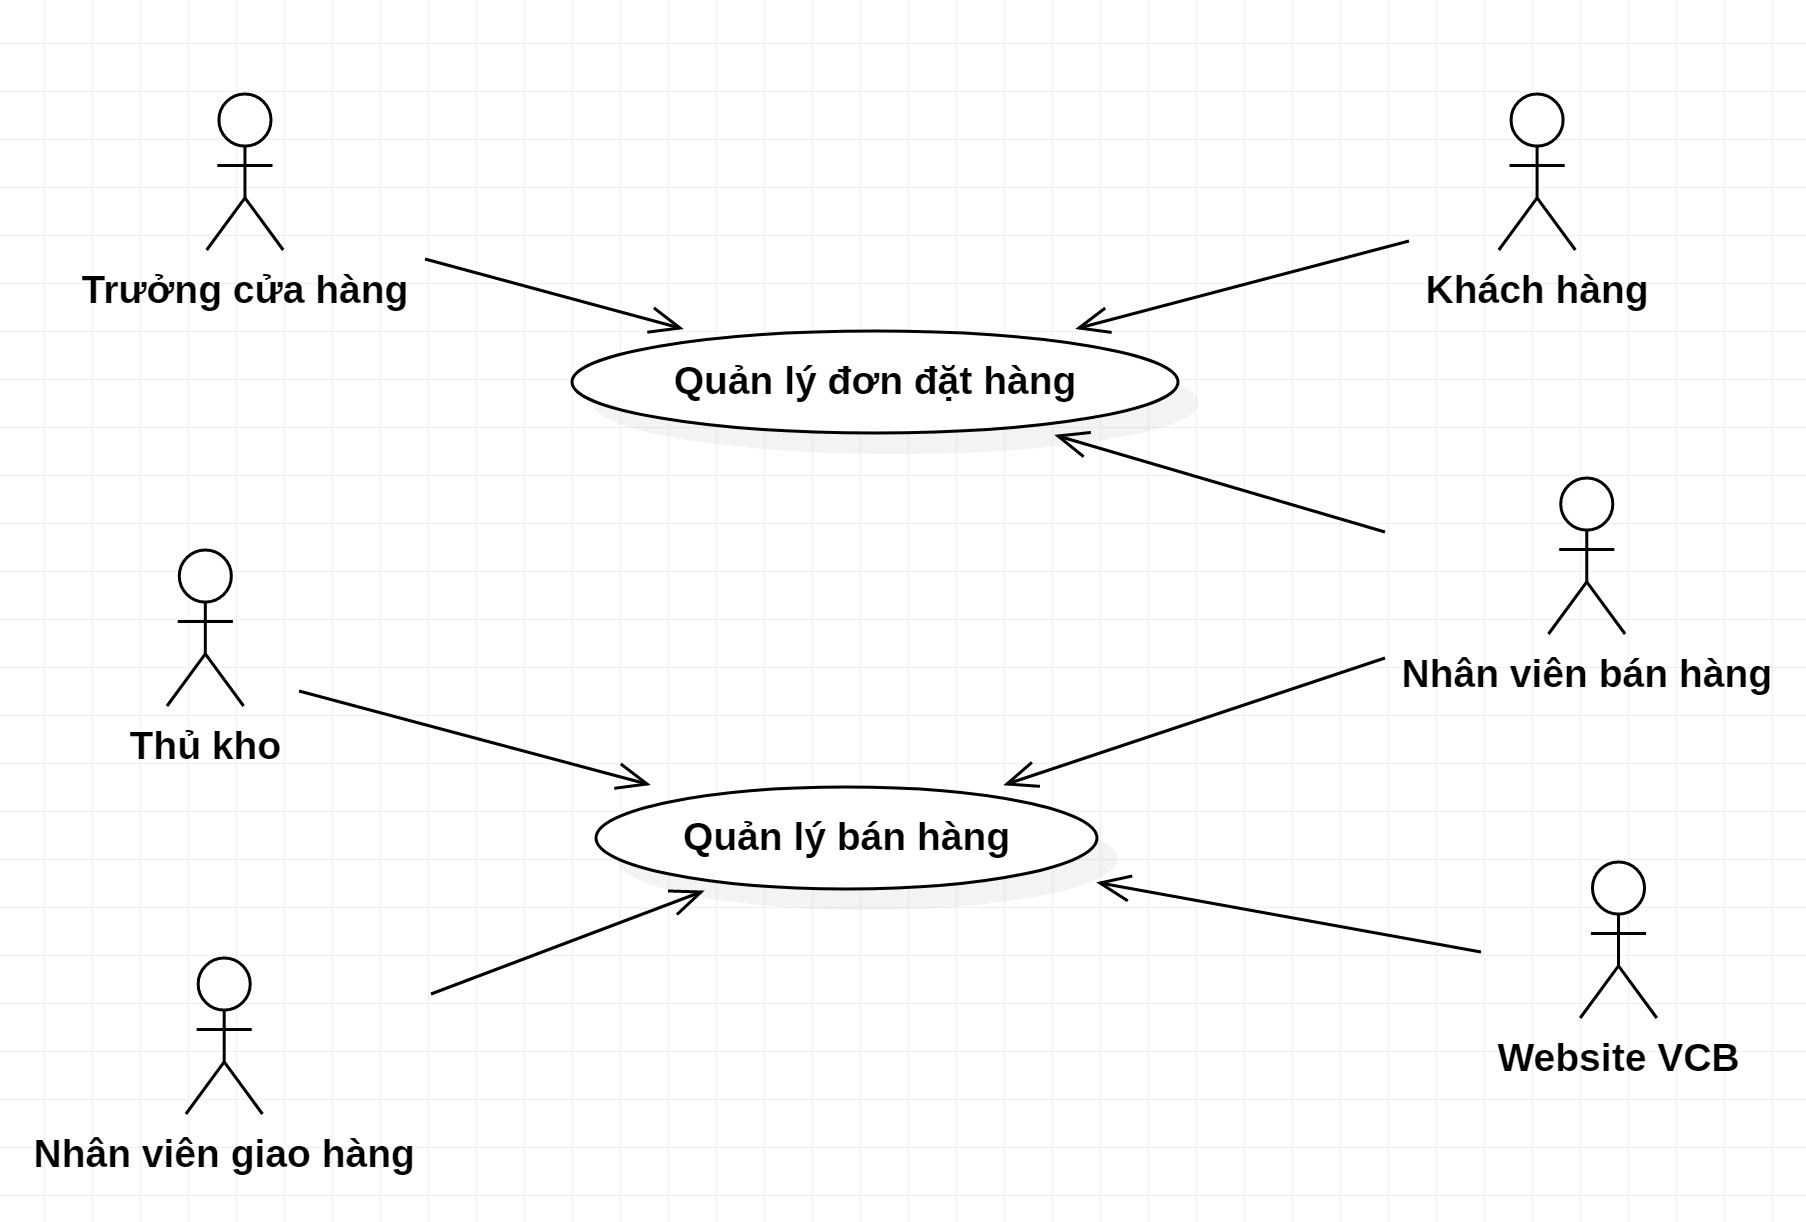 Trưởng cửa hàng
Khách hàng
Quản lý đơn đặt hàng
Nhân viên bán hàng
Thủ kho
Quản lý bán hàng
Website VCB
Nhân viên giao hàng